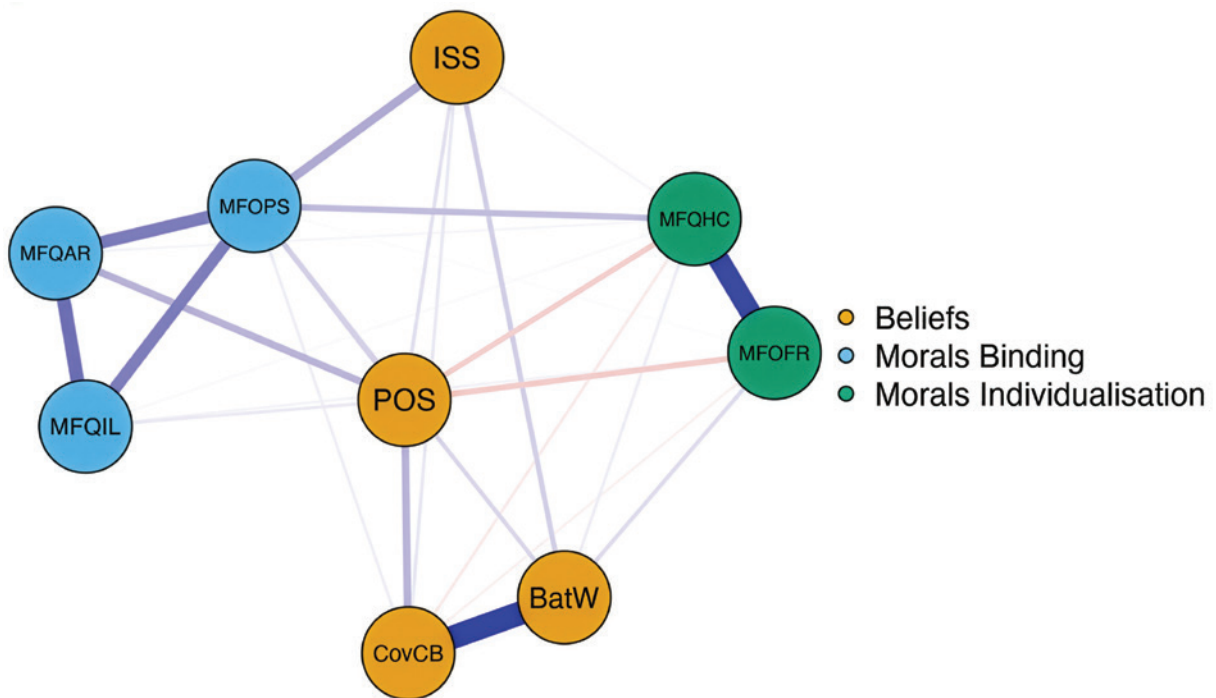 ISS
MFOPS
MFQHC
MFQAR
MFOFR
POS
MFQIL
BatW
CovCB
Beliefs
Morals Binding
Morals Individualisation